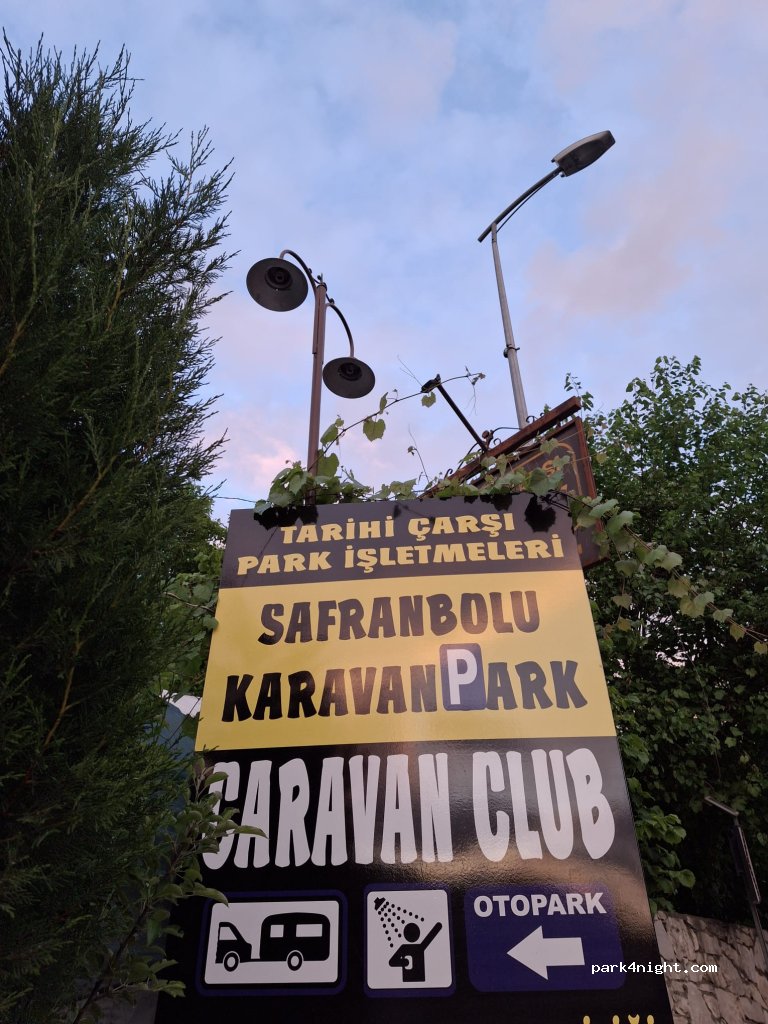 TARİHİ ÇARŞI
PARK İŞLETMELERİ
SAFRANBOLU
KARAVANPARK
CARAVAN CLUB
OTOPARK
park4night.com